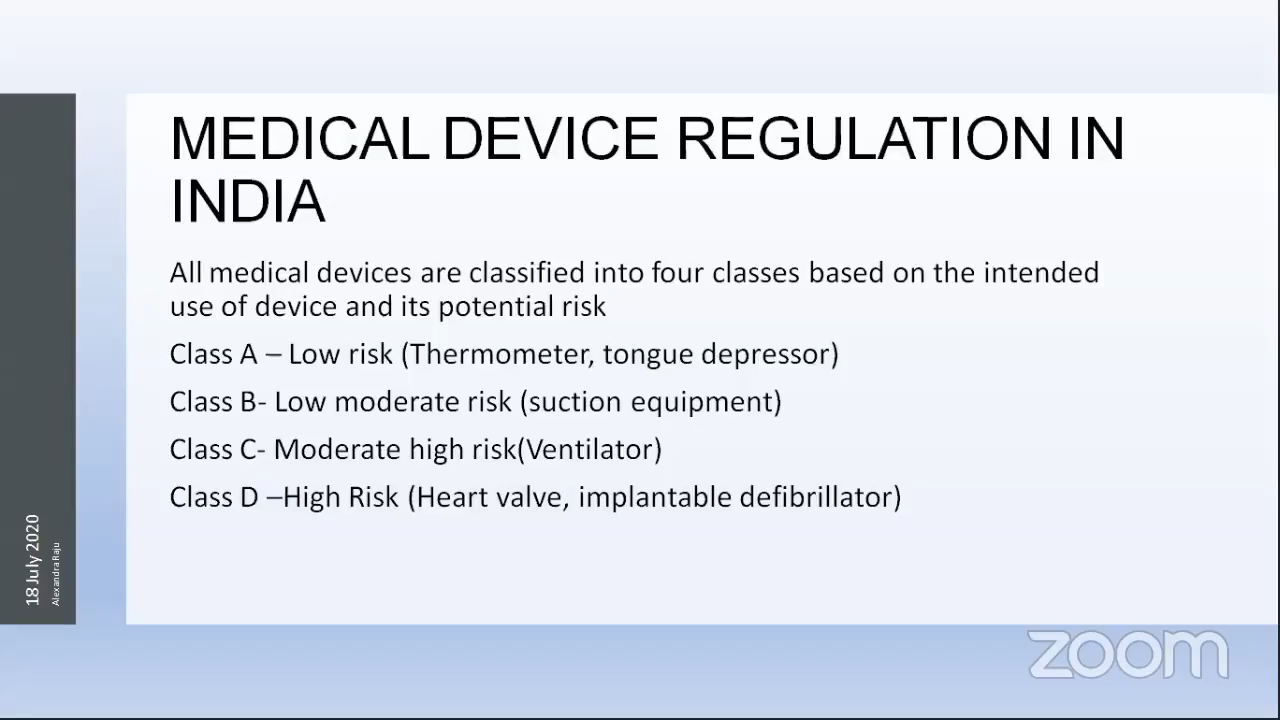 MEDICAL DEVICE REGULATION IN
INDIA
All medical devices are classified into four classes based on the intended
use of device and its potential risk
Class A – Low risk (Thermometer, tongue depressor)
Class B- Low moderate risk (suction equipment)
Class C- Moderate high risk(Ventilator)
Class D –High Risk (Heart valve, implantable defibrillator)
18 July 2020
Alexandra Raju
zoom